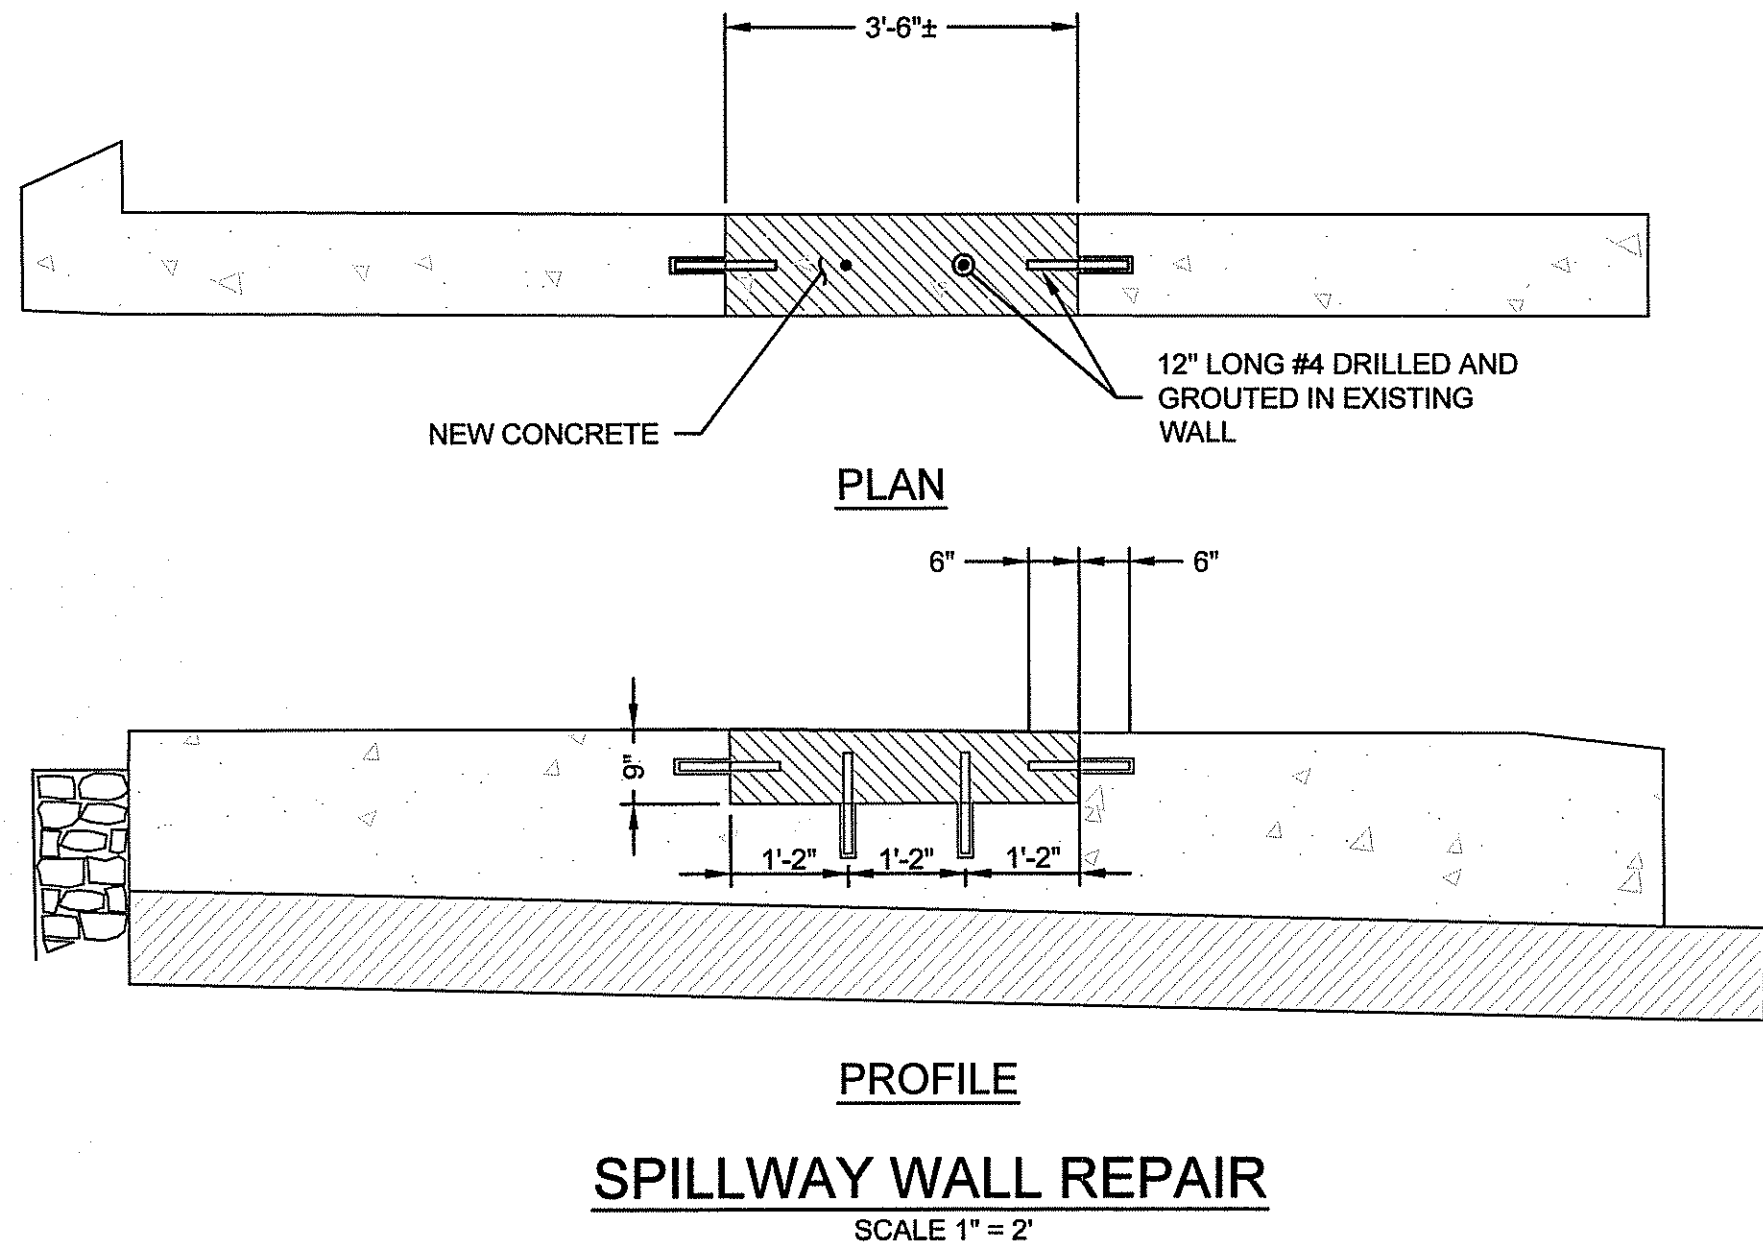 3'-6"±
12" LONG #4 DRILLED AND
GROUTED IN EXISTING
WALL
NEW CONCRETE
PLAN
6" 6"
9"
1'-2" 1'-2" 1'-2"
PROFILE
SPILLWAY WALL REPAIR
SCALE 1" = 2'